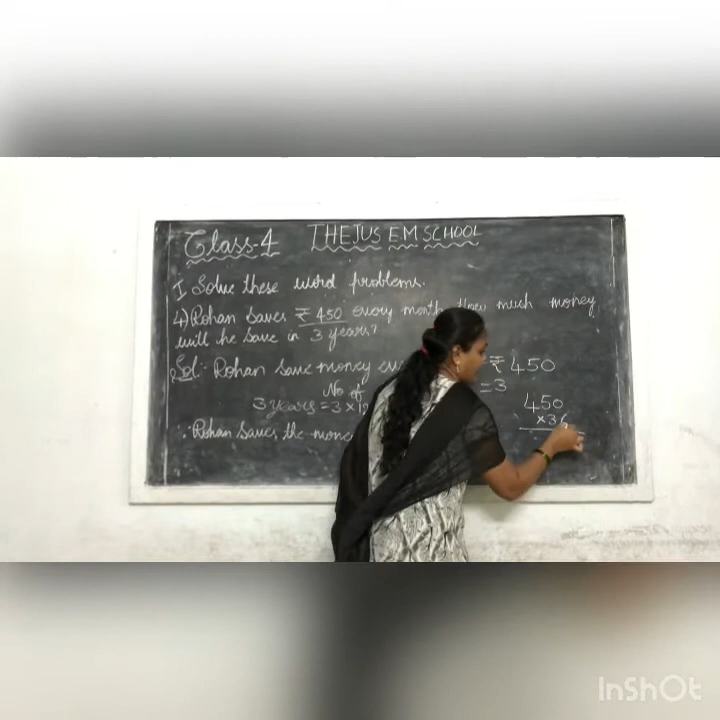 Class-4 THEJUS EM SCHOOL
I Solve these word problems.
4) Rohan saves ₹ 450 every month. How much money
will he save in 3 years?
Sol: Rohan save money ₹ 450
No of = 3
3 years = 3 × 12
450
×36
∴ Rohan saves the
InShOt